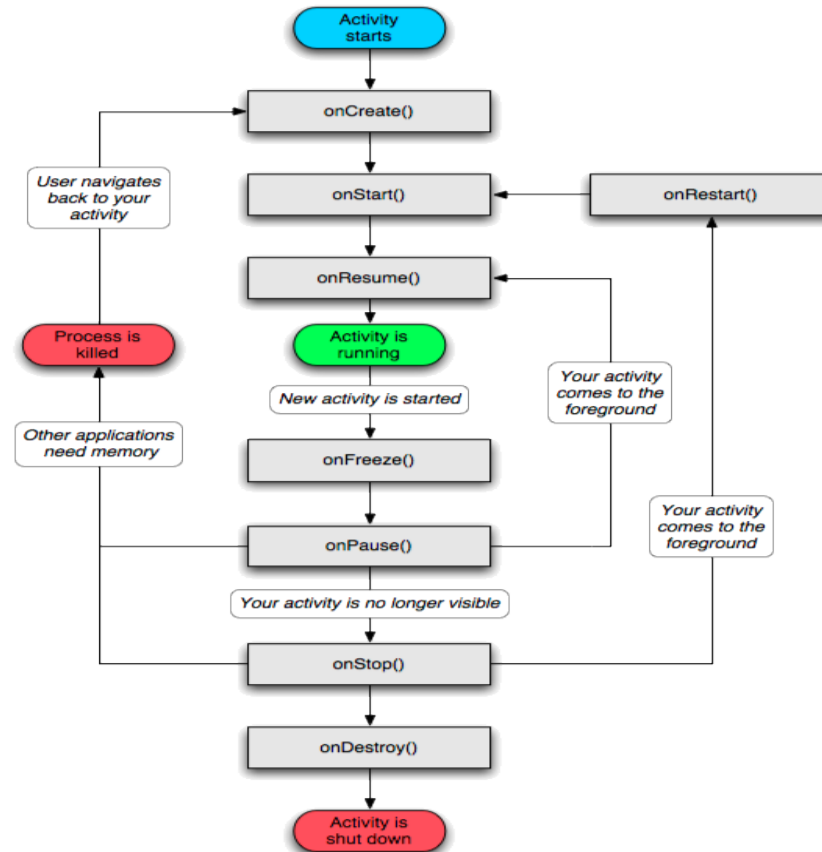 Activity
starts
onCreate()
User navigates
back to your
activity
onStart()
onRestart()
onResume()
Process is
killed
Activity is
running
Your activity
comes to the
foreground
New activity is started
Other applications
need memory
onFreeze()
Your activity
comes to the
foreground
onPause()
Your activity is no longer visible
onStop()
onDestroy()
Activity is
shut down